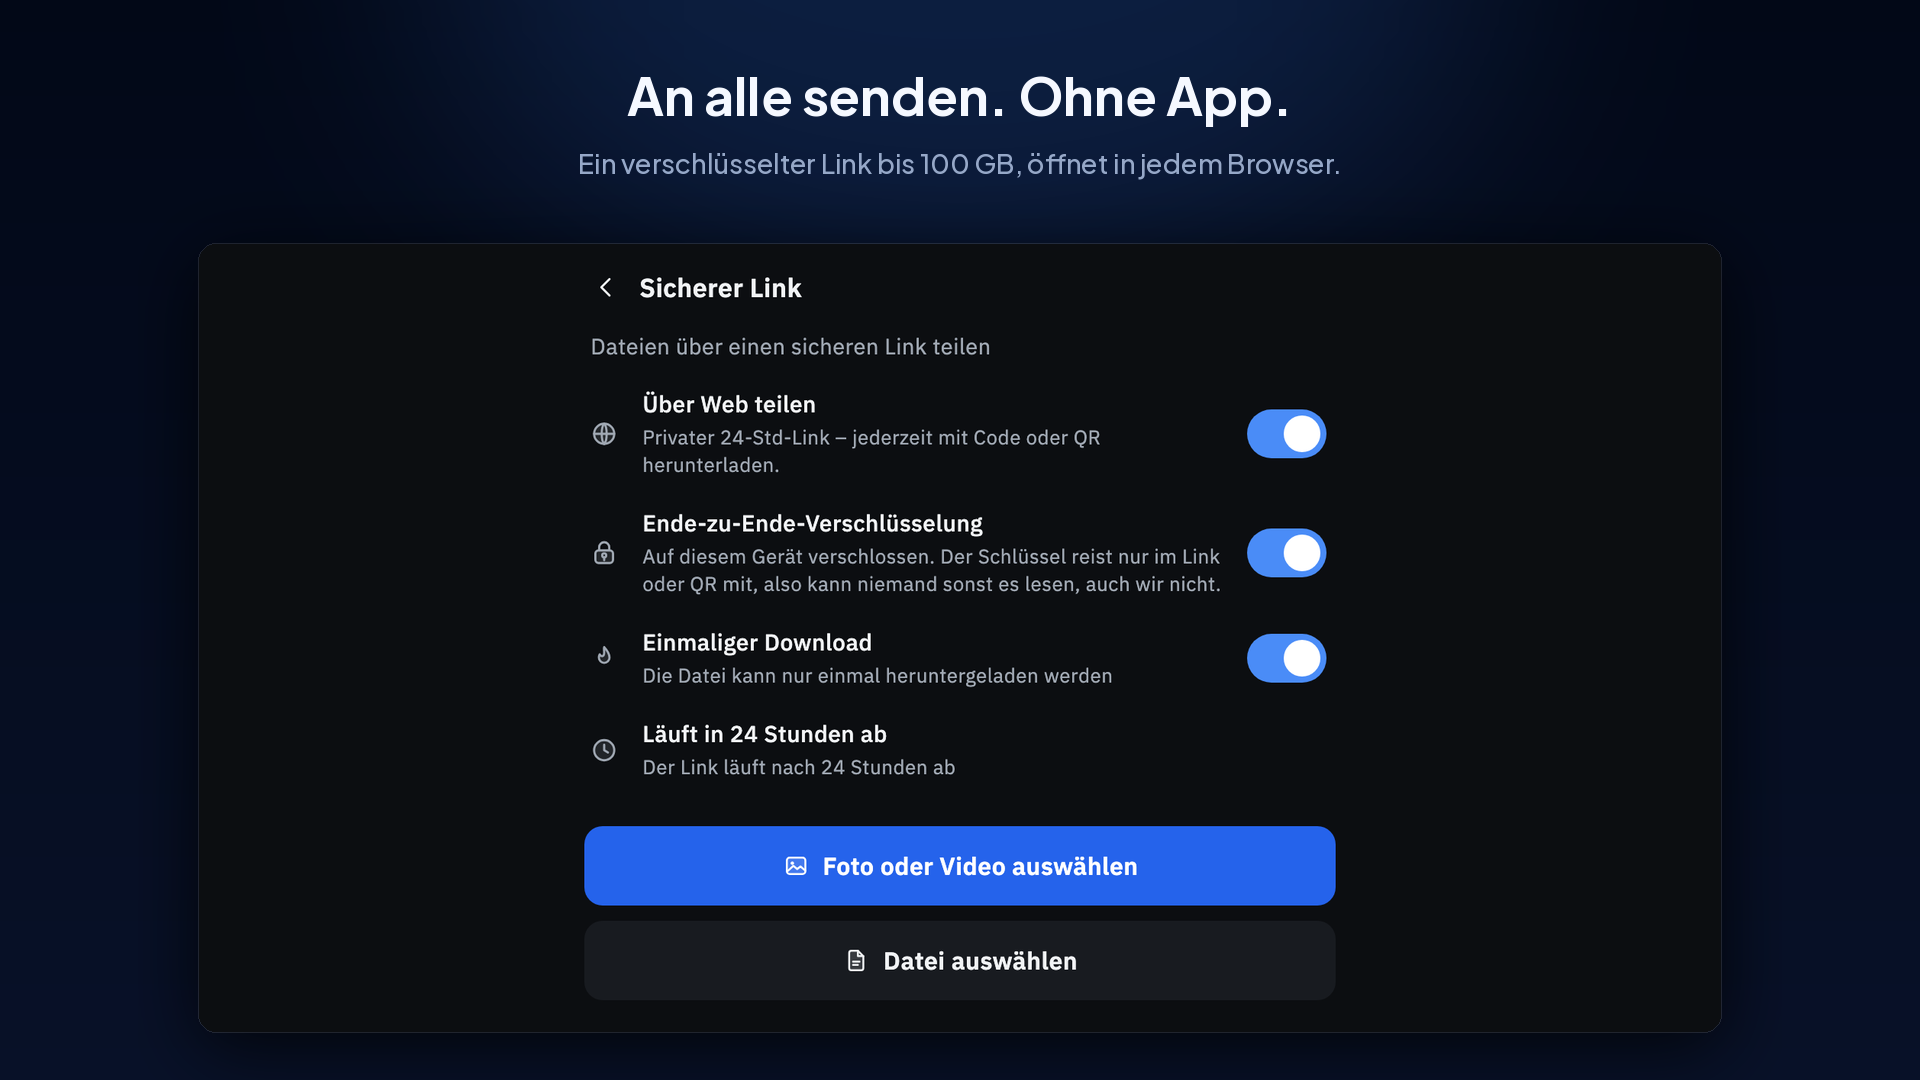 An alle senden. Ohne App.
Ein verschlüsselter Link bis 100 GB, öffnet in jedem Browser.
Sicherer Link
Dateien über einen sicheren Link teilen
Über Web teilen
Privater 24-Std-Link – jederzeit mit Code oder QR
herunterladen.
Ende-zu-Ende-Verschlüsselung
Auf diesem Gerät verschlossen. Der Schlüssel reist nur im Link
oder QR mit, also kann niemand sonst es lesen, auch wir nicht.
Einmaliger Download
Die Datei kann nur einmal heruntergeladen werden
Läuft in 24 Stunden ab
Der Link läuft nach 24 Stunden ab
Foto oder Video auswählen
Datei auswählen